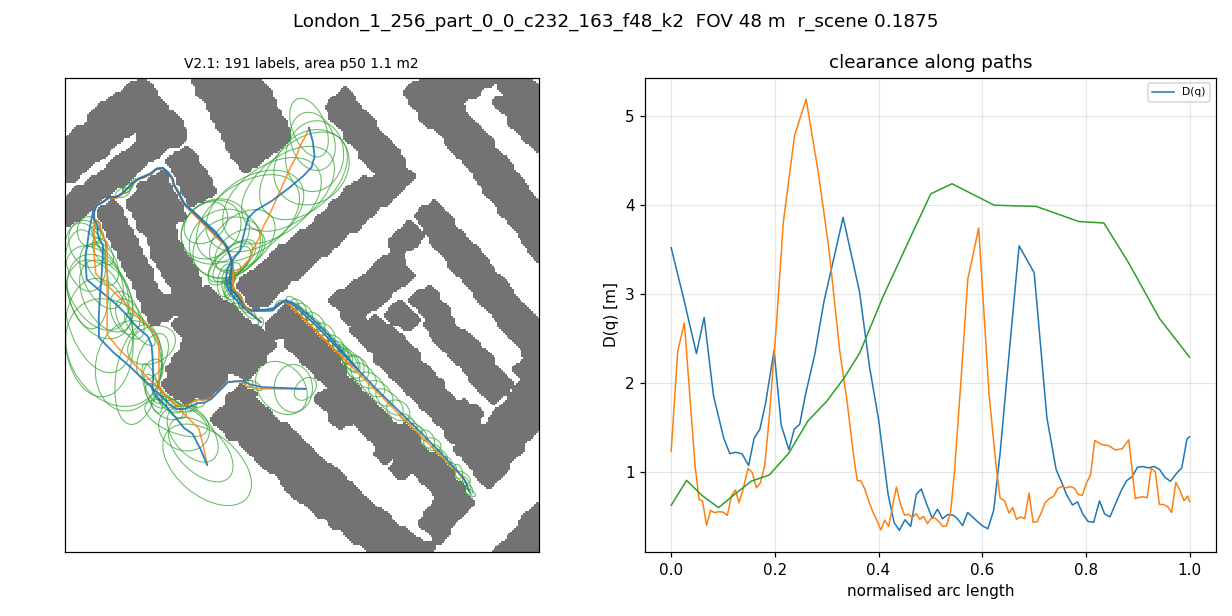 London_1_256_part_0_0_c232_163_f48_k2  FOV 48 m  r_scene 0.1875
V2.1: 191 labels, area p50 1.1 m2
clearance along paths
D(q)
D(q) [m]
5
4
3
2
1
0.0 0.2 0.4 0.6 0.8 1.0
normalised arc length